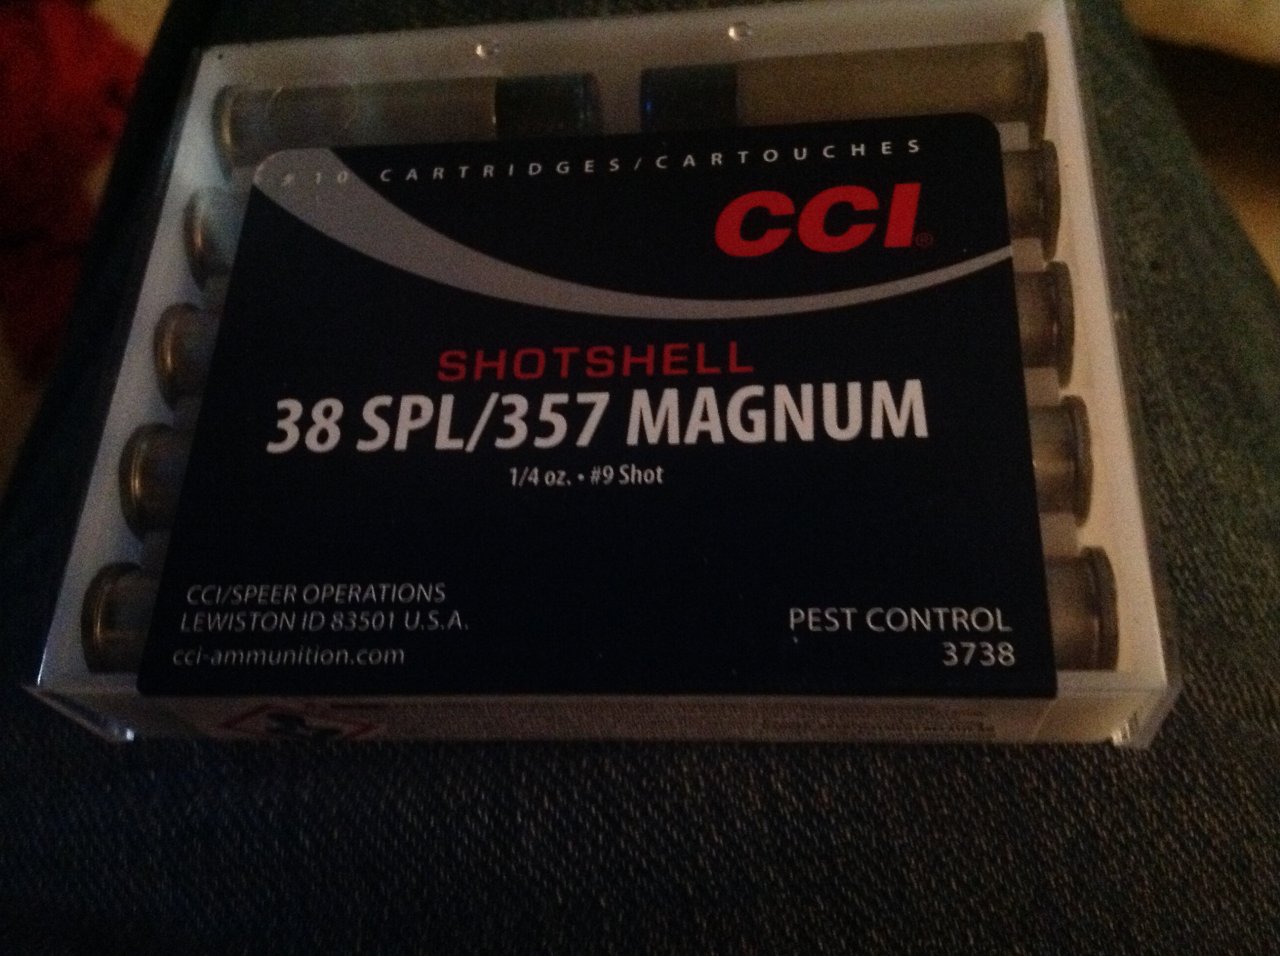 10 CARTRIDGES/CARTOUCHES
CCI®
SHOTSHELL
38 SPL/357 MAGNUM
1/4 oz. • #9 Shot
CCI/SPEER OPERATIONS
LEWISTON ID 83501 U.S.A.
cci-ammunition.com
PEST CONTROL
3738